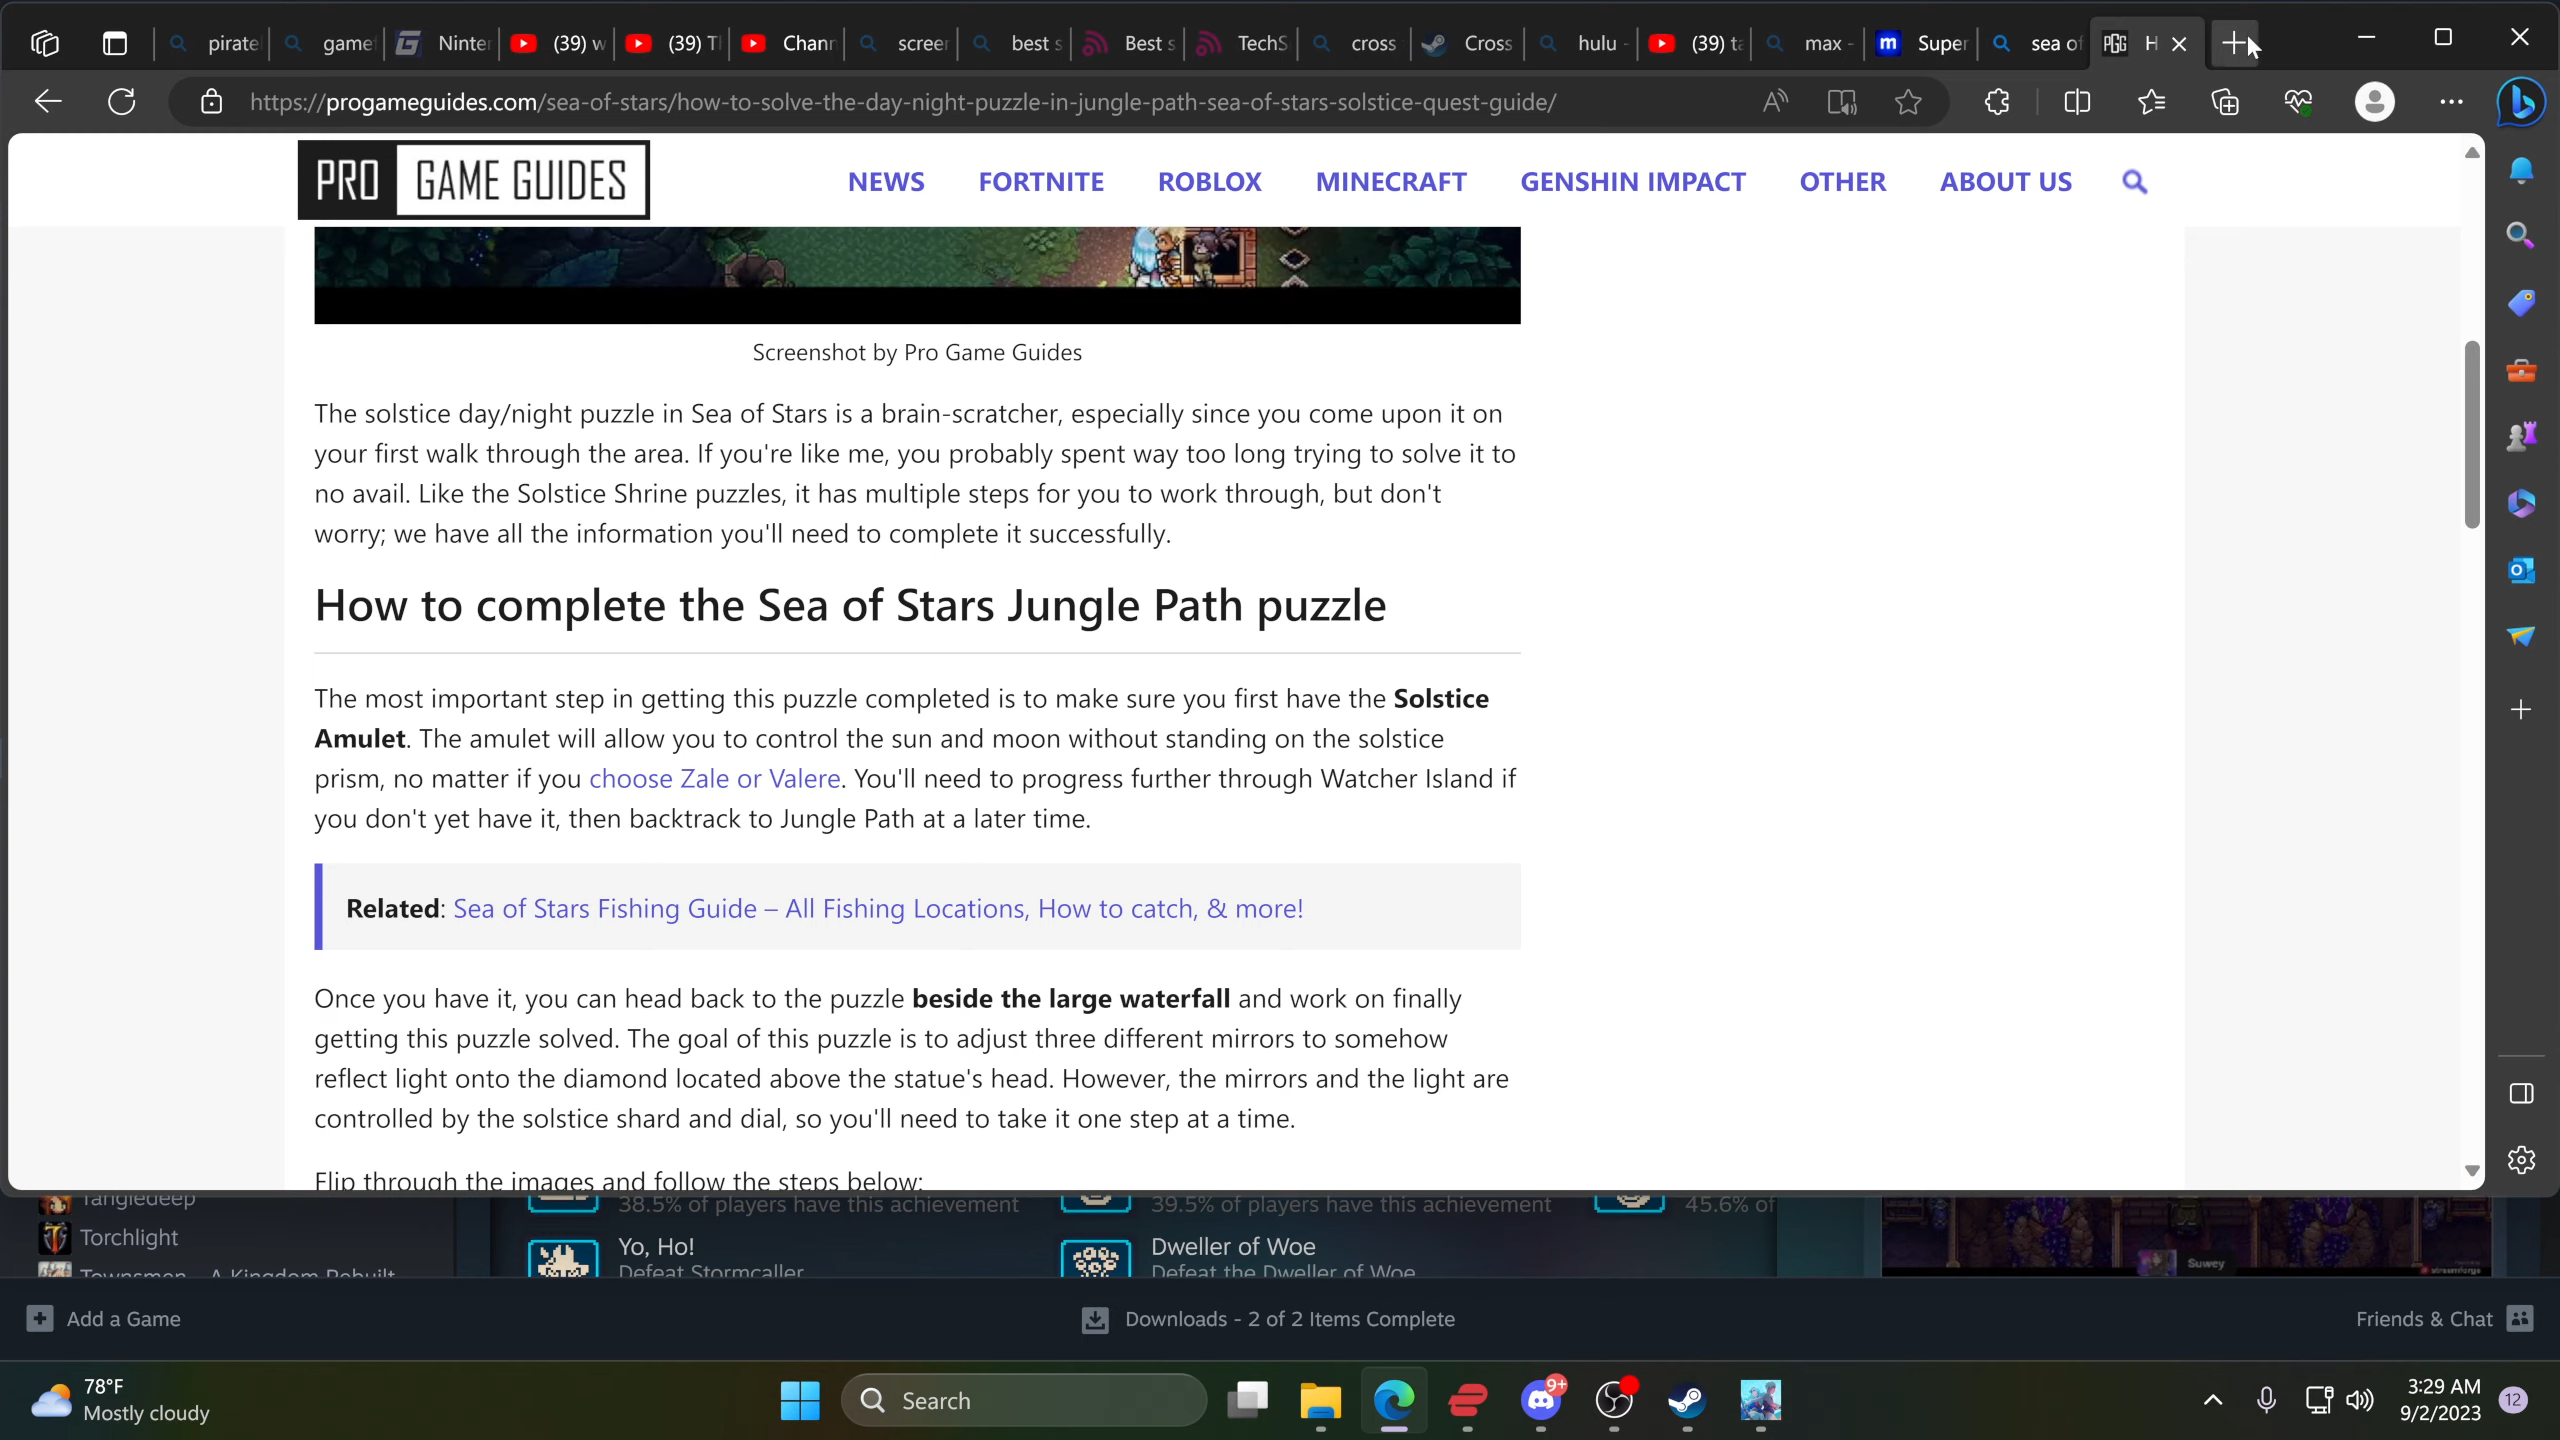 pirate
game
Ninter
(39) w
(39) T
Chann
screer
best s
Best s
TechS
cross
Cross
hulu -
(39) ta
max -
Super
sea of
H
https://progameguides.com/sea-of-stars/how-to-solve-the-day-night-puzzle-in-jungle-path-sea-of-stars-solstice-quest-guide/
PRO GAME GUIDES
NEWS FORTNITE ROBLOX MINECRAFT GENSHIN IMPACT OTHER ABOUT US
Screenshot by Pro Game Guides
The solstice day/night puzzle in Sea of Stars is a brain-scratcher, especially since you come upon it on
your first walk through the area. If you're like me, you probably spent way too long trying to solve it to
no avail. Like the Solstice Shrine puzzles, it has multiple steps for you to work through, but don't
worry; we have all the information you'll need to complete it successfully.
How to complete the Sea of Stars Jungle Path puzzle
The most important step in getting this puzzle completed is to make sure you first have the Solstice
Amulet. The amulet will allow you to control the sun and moon without standing on the solstice
prism, no matter if you choose Zale or Valere. You'll need to progress further through Watcher Island if
you don't yet have it, then backtrack to Jungle Path at a later time.
Related: Sea of Stars Fishing Guide – All Fishing Locations, How to catch, & more!
Once you have it, you can head back to the puzzle beside the large waterfall and work on finally
getting this puzzle solved. The goal of this puzzle is to adjust three different mirrors to somehow
reflect light onto the diamond located above the statue's head. However, the mirrors and the light are
controlled by the solstice shard and dial, so you'll need to take it one step at a time.
Flip through the images and follow the steps below:
Tangledeep
38.5% of players have this achievement
39.5% of players have this achievement
45.6% of
Torchlight
Yo, Ho!
Dweller of Woe
Townsmen - A Kingdom Rebuilt
Defeat Stormcaller
Defeat the Dweller of Woe
Suwey
Add a Game
Downloads - 2 of 2 Items Complete
Friends & Chat
78°F
Mostly cloudy
Search
9+
3:29 AM
9/2/2023
12